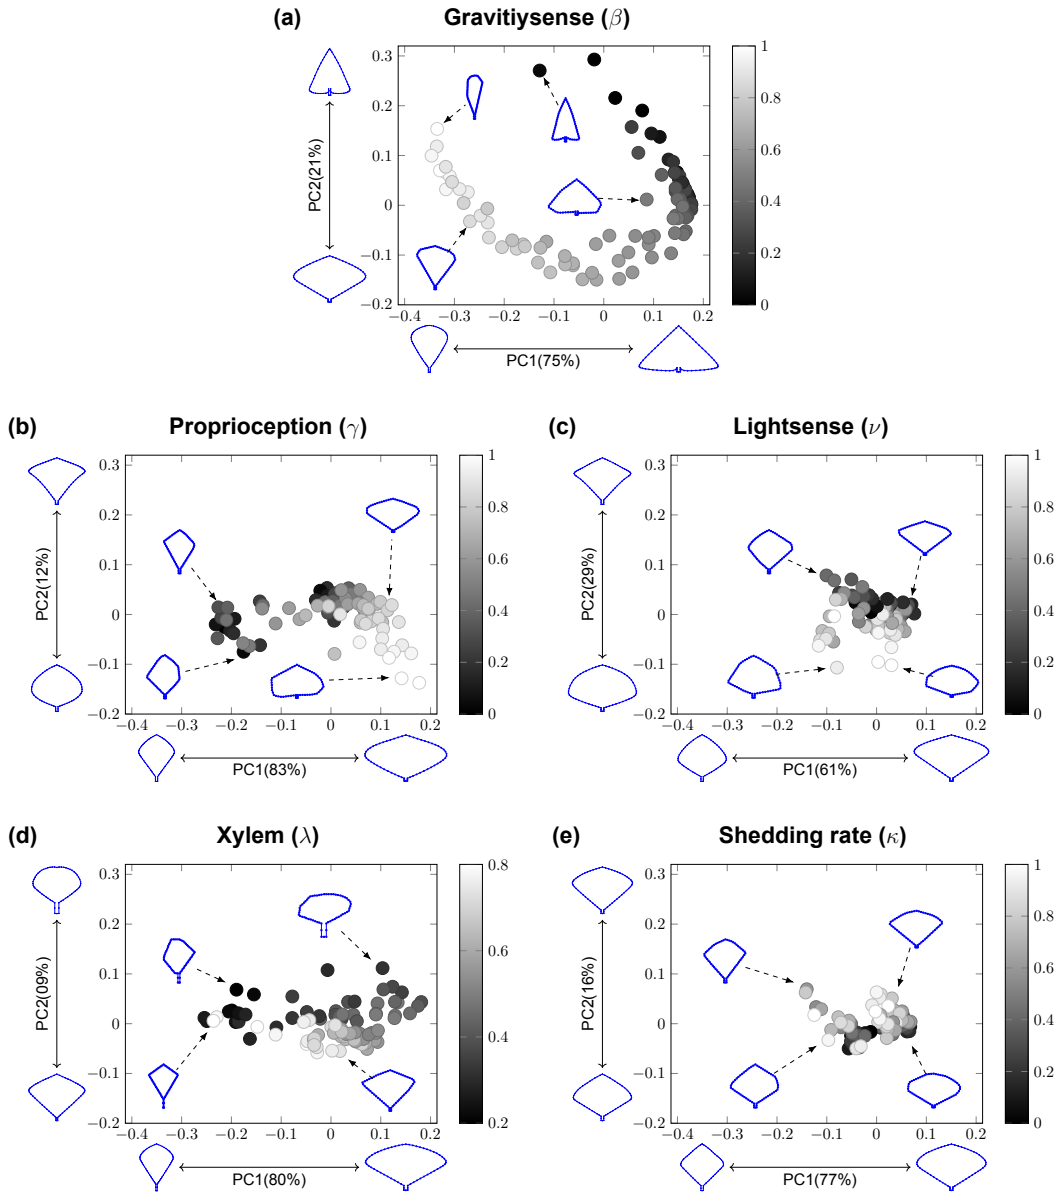 (a) Gravitiysense (β)
PC2(21%)
0.3
0.2
0.1
0
−0.1
−0.2
−0.4 −0.3 −0.2 −0.1 0 0.1 0.2
PC1(75%)
1
0.8
0.6
0.4
0.2
0
(b) Proprioception (γ)
PC2(12%)
0.3
0.2
0.1
0
−0.1
−0.2
−0.4 −0.3 −0.2 −0.1 0 0.1 0.2
PC1(83%)
1
0.8
0.6
0.4
0.2
0
(c) Lightsense (ν)
PC2(29%)
0.3
0.2
0.1
0
−0.1
−0.2
−0.4 −0.3 −0.2 −0.1 0 0.1 0.2
PC1(61%)
1
0.8
0.6
0.4
0.2
0
(d) Xylem (λ)
PC2(09%)
0.3
0.2
0.1
0
−0.1
−0.2
−0.4 −0.3 −0.2 −0.1 0 0.1 0.2
PC1(80%)
0.8
0.6
0.4
0.2
(e) Shedding rate (κ)
PC2(16%)
0.3
0.2
0.1
0
−0.1
−0.2
−0.4 −0.3 −0.2 −0.1 0 0.1 0.2
PC1(77%)
1
0.8
0.6
0.4
0.2
0